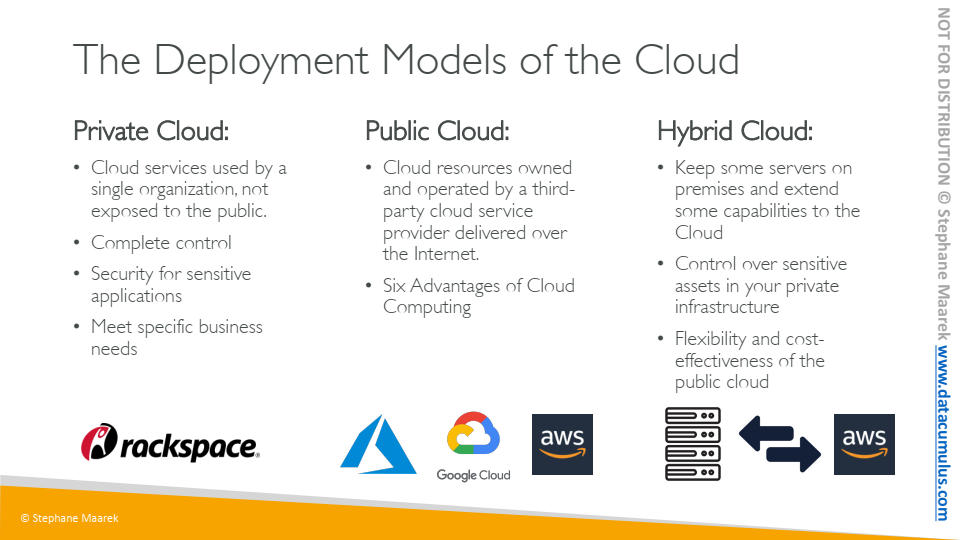 The Deployment Models of the Cloud
Private Cloud:
• Cloud services used by a
single organization, not
exposed to the public.
• Complete control
• Security for sensitive
applications
• Meet specific business
needs
rackspace®
Public Cloud:
• Cloud resources owned
and operated by a third-
party cloud service
provider delivered over
the Internet.
• Six Advantages of Cloud
Computing
Google Cloud
aws
Hybrid Cloud:
• Keep some servers on
premises and extend
some capabilities to the
Cloud
• Control over sensitive
assets in your private
infrastructure
• Flexibility and cost-
effectiveness of the
public cloud
aws
© Stephane Maarek
NOT FOR DISTRIBUTION © Stephane Maarek www.datacumulus.com